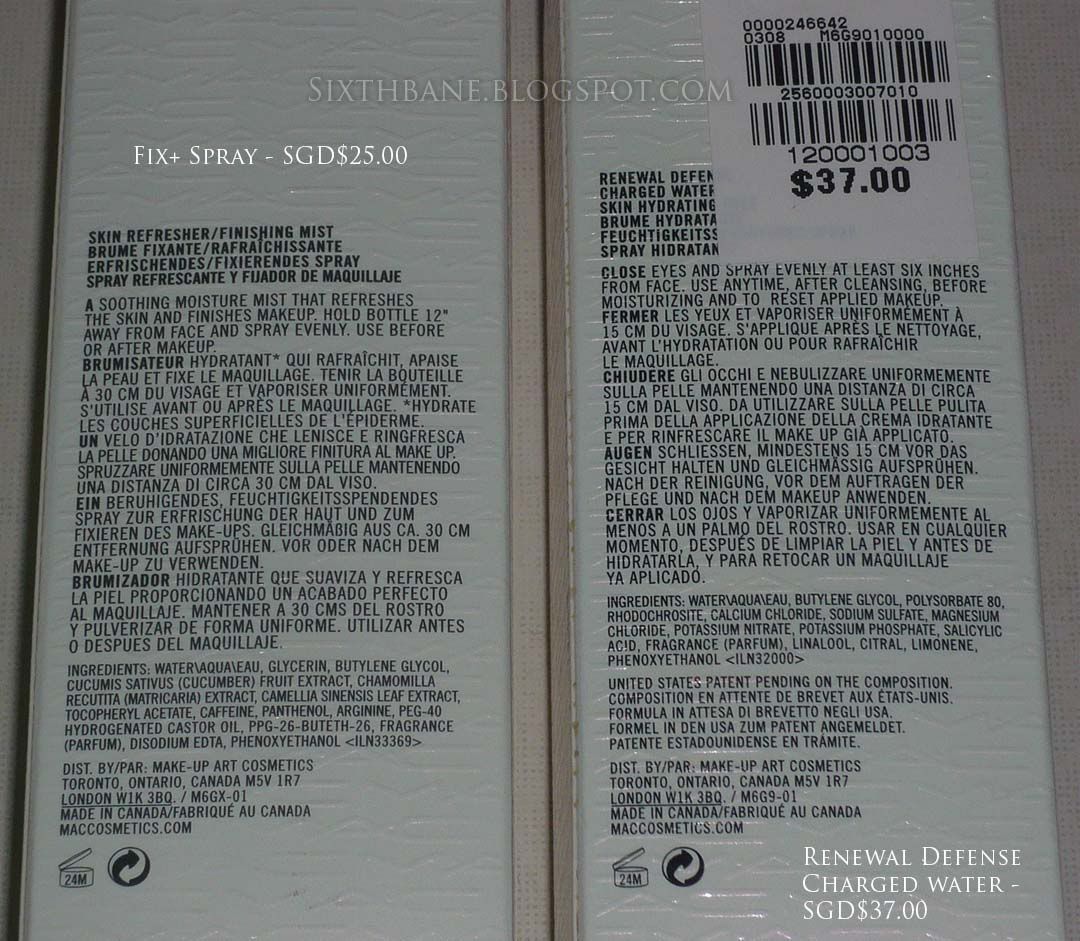 SIXTHBANE.BLOGSPOT.COM
FIX+ SPRAY - SGD$25.00
SKIN REFRESHER/FINISHING MIST
BRUME FIXANTE/RAFRAÎCHISSANTE
ERFRISCHENDES/FIXIERENDES SPRAY
SPRAY REFRESCANTE Y FIJADOR DE MAQUILLAJE
A SOOTHING MOISTURE MIST THAT REFRESHES
THE SKIN AND FINISHES MAKEUP. HOLD BOTTLE 12"
AWAY FROM FACE AND SPRAY EVENLY. USE BEFORE
OR AFTER MAKEUP.
BRUMISATEUR HYDRATANT* QUI RAFRAÎCHIT, APAISE
LA PEAU ET FIXE LE MAQUILLAGE. TENIR LA BOUTEILLE
À 30 CM DU VISAGE ET VAPORISER UNIFORMÉMENT.
S'UTILISE AVANT OU APRÈS LE MAQUILLAGE. *HYDRATE
LES COUCHES SUPERFICIELLES DE L'ÉPIDERME.
UN VELO D'IDRATAZIONE CHE LENISCE E RINGFRESCA
LA PELLE DONANDO UNA MIGLIORE FINITURA AL MAKE UP.
SPRUZZARE UNIFORMEMENTE SULLA PELLE MANTENENDO
UNA DISTANZA DI CIRCA 30 CM DAL VISO.
EIN BERUHIGENDES, FEUCHTIGKEITSSPENDENDES
SPRAY ZUR ERFRISCHUNG DER HAUT UND ZUM
FIXIEREN DES MAKE-UPS. GLEICHMÄßIG AUS CA. 30 CM
ENTFERNUNG AUFSPRÜHEN. VOR ODER NACH DEM
MAKE-UP ZU VERWENDEN.
BRUMIZADOR HIDRATANTE QUE SUAVIZA Y REFRESCA
LA PIEL PROPORCIONANDO UN ACABADO PERFECTO
AL MAQUILLAJE. MANTENER A 30 CMS DEL ROSTRO
Y PULVERIZAR DE FORMA UNIFORME. UTILIZAR ANTES
O DESPUES DEL MAQUILLAJE.
INGREDIENTS: WATER\AQUA\EAU, GLYCERIN, BUTYLENE GLYCOL,
CUCUMIS SATIVUS (CUCUMBER) FRUIT EXTRACT, CHAMOMILLA
RECUTITA (MATRICARIA) EXTRACT, CAMELLIA SINENSIS LEAF EXTRACT,
TOCOPHERYL ACETATE, CAFFEINE, PANTHENOL, ARGININE, PEG-40
HYDROGENATED CASTOR OIL, PPG-26-BUTETH-26, FRAGRANCE
(PARFUM), DISODIUM EDTA, PHENOXYETHANOL <ILN33369>
DIST. BY/PAR: MAKE-UP ART COSMETICS
TORONTO, ONTARIO, CANADA M5V 1R7
LONDON W1K 3BQ. / M6GX-01
MADE IN CANADA/FABRIQUÉ AU CANADA
MACCOSMETICS.COM
24M
0000246642
0308 M6G9010000
2560003007010
120001003
$37.00
RENEWAL DEFEN
CHARGED WATER
SKIN HYDRATING
BRUME HYDRATA
FEUCHTIGKEITSS
SPRAY HIDRATAN
CLOSE EYES AND SPRAY EVENLY AT LEAST SIX INCHES
FROM FACE. USE ANYTIME, AFTER CLEANSING, BEFORE
MOISTURIZING AND TO RESET APPLIED MAKEUP.
FERMER LES YEUX ET VAPORISER UNIFORMÉMENT À
15 CM DU VISAGE. S'APPLIQUE APRÈS LE NETTOYAGE,
AVANT L'HYDRATATION OU POUR RAFRAÎCHIR
LE MAQUILLAGE.
CHIUDERE GLI OCCHI E NEBULIZZARE UNIFORMEMENTE
SULLA PELLE MANTENENDO UNA DISTANZA DI CIRCA
15 CM DAL VISO. DA UTILIZZARE SULLA PELLE PULITA
PRIMA DELLA APPLICAZIONE DELLA CREMA IDRATANTE
E PER RINFRESCARE IL MAKE UP GIÀ APPLICATO.
AUGEN SCHLIESSEN, MINDESTENS 15 CM VOR DAS
GESICHT HALTEN UND GLEICHMÄSSIG AUFSPRÜHEN.
NACH DER REINIGUNG, VOR DEM AUFTRAGEN DER
PFLEGE UND NACH DEM MAKEUP ANWENDEN.
CERRAR LOS OJOS Y VAPORIZAR UNIFORMEMENTE AL
MENOS A UN PALMO DEL ROSTRO. USAR EN CUALQUIER
MOMENTO, DESPUÉS DE LIMPIAR LA PIEL Y ANTES DE
HIDRATARLA, Y PARA RETOCAR UN MAQUILLAJE
YA APLICADO.
INGREDIENTS: WATER\AQUA\EAU, BUTYLENE GLYCOL, POLYSORBATE 80,
RHODOCHROSITE, CALCIUM CHLORIDE, SODIUM SULFATE, MAGNESIUM
CHLORIDE, POTASSIUM NITRATE, POTASSIUM PHOSPHATE, SALICYLIC
ACID, FRAGRANCE (PARFUM), LINALOOL, CITRAL, LIMONENE,
PHENOXYETHANOL <ILN32000>
UNITED STATES PATENT PENDING ON THE COMPOSITION.
COMPOSITION EN ATTENTE DE BREVET AUX ÉTATS-UNIS.
FORMULA IN ATTESA DI BREVETTO NEGLI USA.
FORMEL IN DEN USA ZUM PATENT ANGEMELDET.
PATENTE ESTADOUNIDENSE EN TRÁMITE.
DIST. BY/PAR: MAKE-UP ART COSMETICS
TORONTO, ONTARIO, CANADA M5V 1R7
LONDON W1K 3BQ. / M6G9-01
MADE IN CANADA/FABRIQUÉ AU CANADA
MACCOSMETICS.COM
24M
RENEWAL DEFENSE
CHARGED WATER -
SGD$37.00